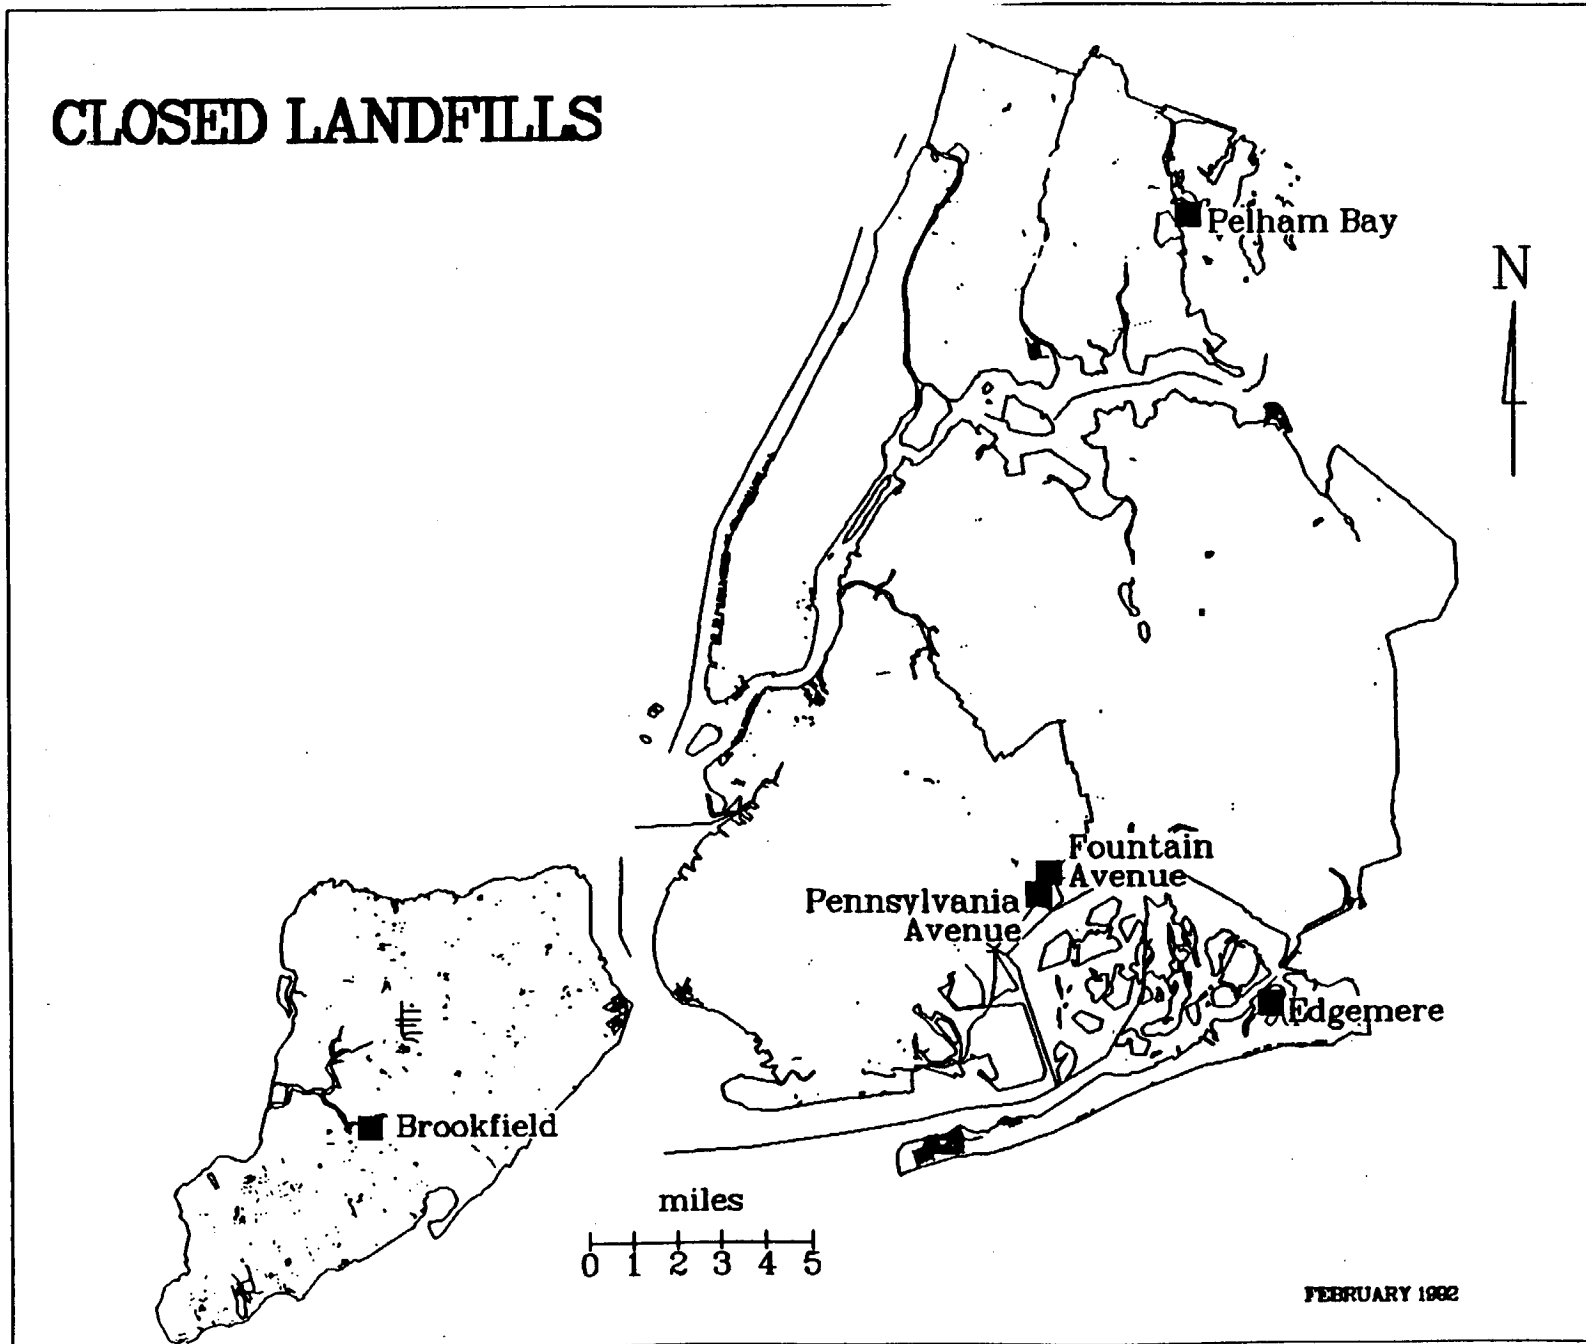 CLOSED LANDFILLS
Pelham Bay
N
Fountain
Avenue
Pennsylvania
Avenue
Edgemere
Brookfield
miles
0 1 2 3 4 5
FEBRUARY 1992